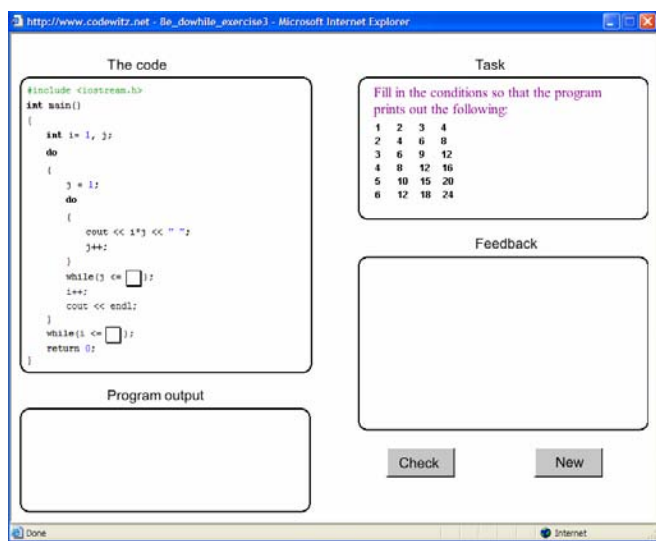 http://www.codewitz.net - 8e_dowhile_exercise3 - Microsoft Internet Explorer
The code
#include <iostream.h>
int main()
{
int i= 1, j;
do
{
j = 1;
do
{
cout << i*j << " ";
j++;
}
while(j <= );
i++;
cout << endl;
}
while(i <= );
return 0;
}
Program output
Task
Fill in the conditions so that the program
prints out the following:
1 2 3 4
2 4 6 8
3 6 9 12
4 8 12 16
5 10 15 20
6 12 18 24
Feedback
Check New
Done Internet